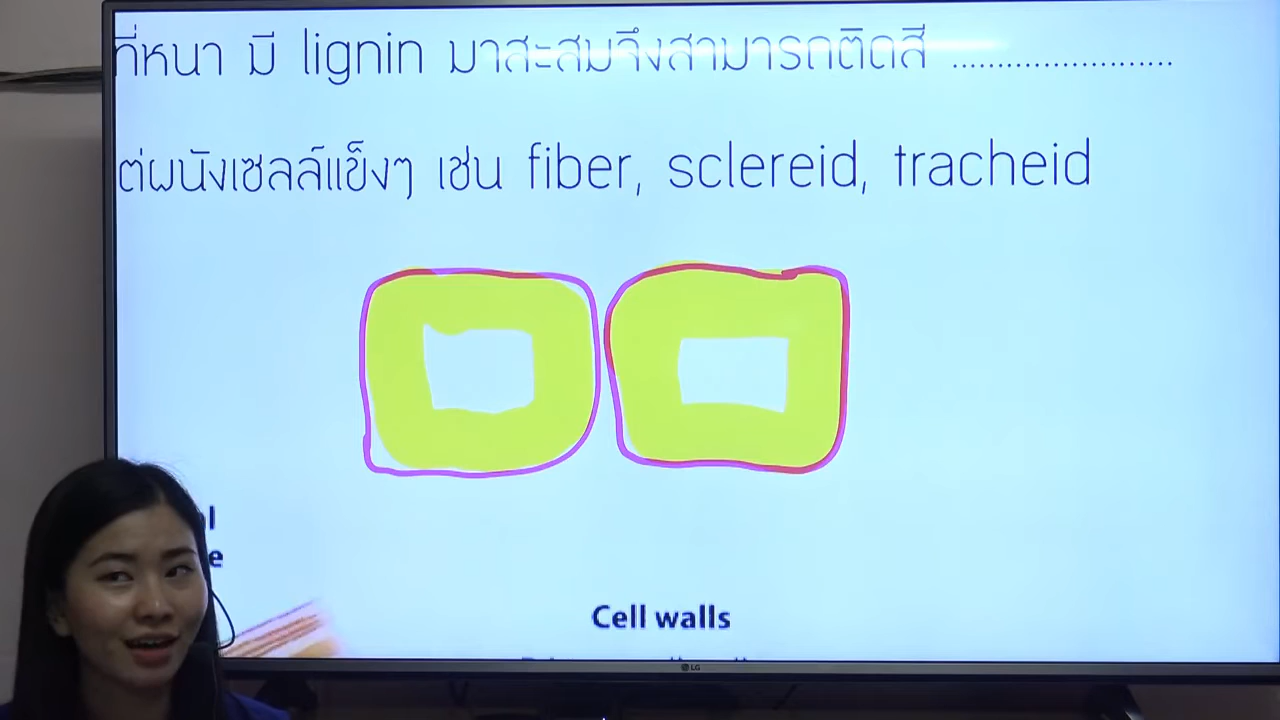 ที่หนา มี lignin มาสะสมจึงสามารถติดสี ........................
ต่ผนังเซลล์แข็งๆ เช่น fiber, sclereid, tracheid
l
e
Cell walls
LG